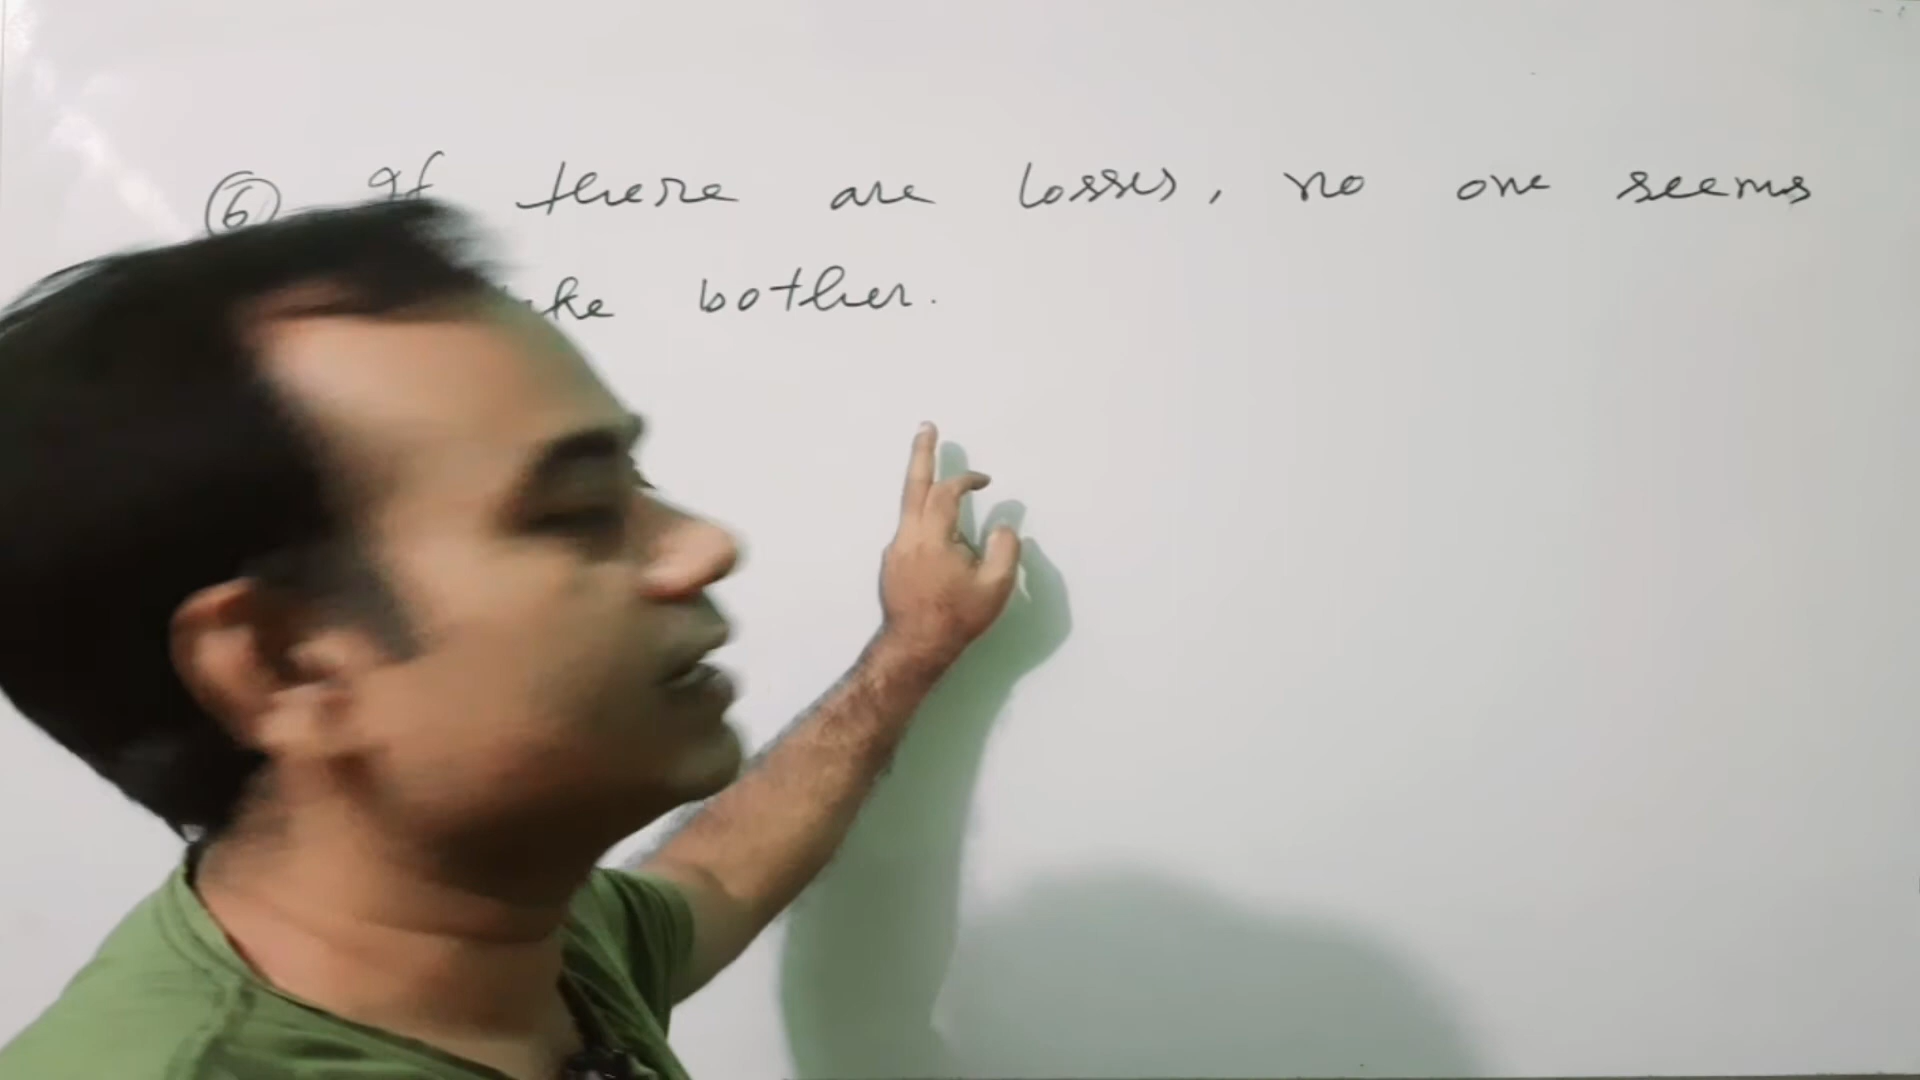 ⑥ If there are losses, no one seems
bother.